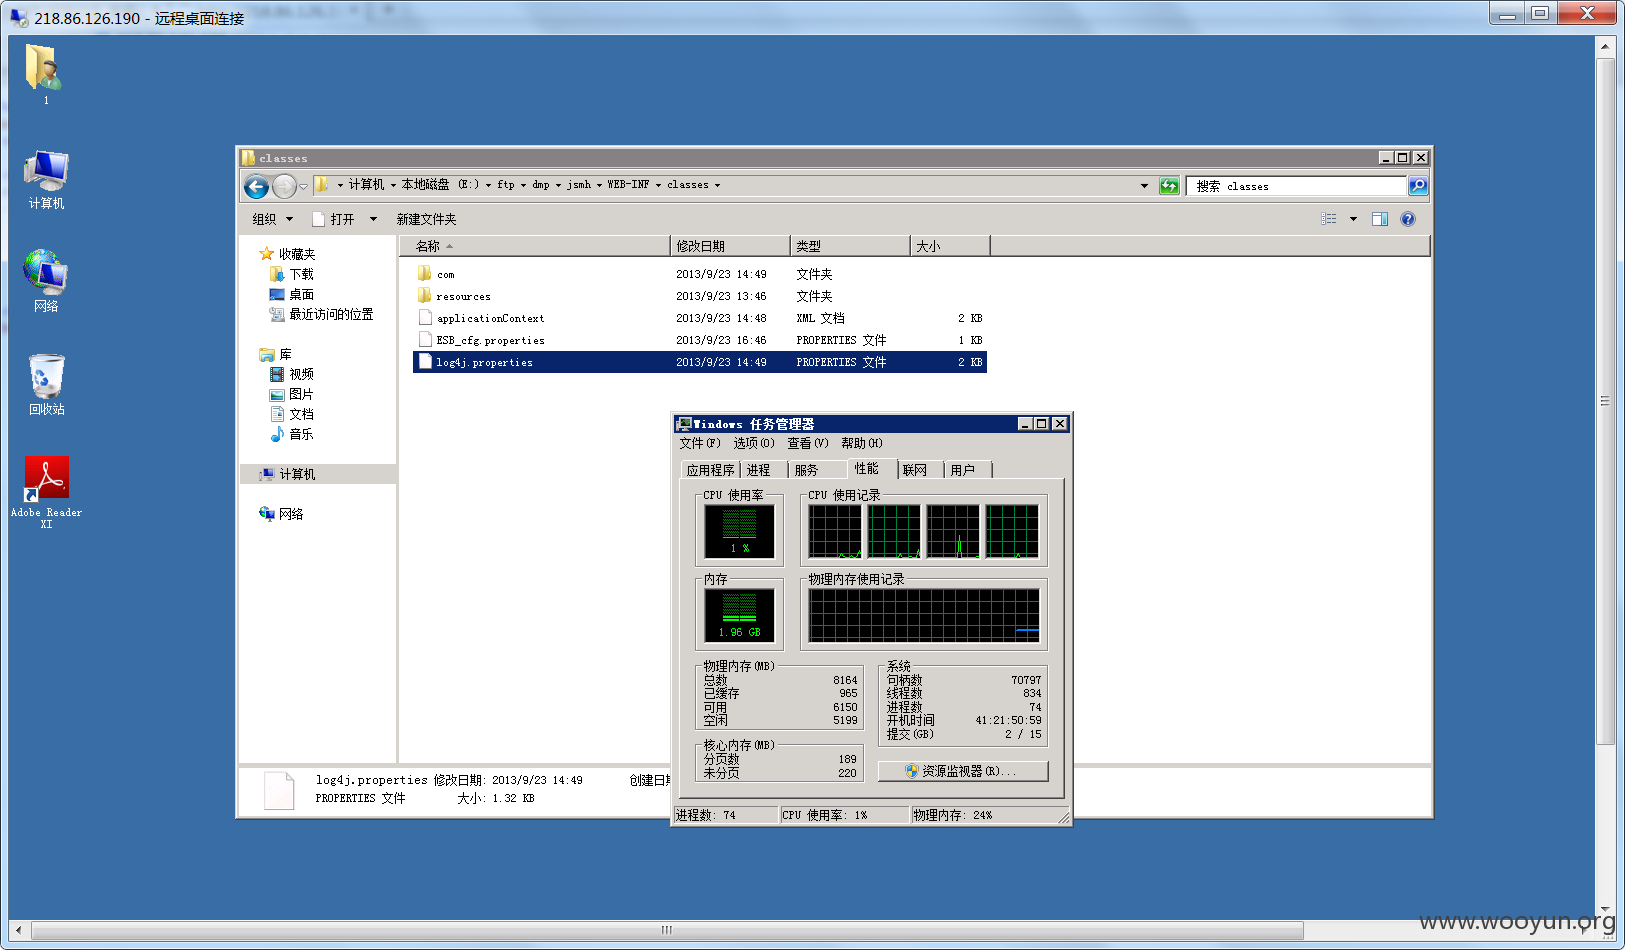 218.86.126.190 - 远程桌面连接
1
计算机
网络
回收站
Adobe Reader
XI
classes
计算机 本地磁盘 (E:) ftp dmp jsmh WEB-INF classes
搜索 classes
组织 打开 新建文件夹
收藏夹
下载
桌面
最近访问的位置
库
视频
图片
文档
音乐
计算机
网络
名称 修改日期 类型 大小
com 2013/9/23 14:49 文件夹
resources 2013/9/23 13:46 文件夹
applicationContext 2013/9/23 14:48 XML 文档 2 KB
ESB_cfg.properties 2013/9/23 16:46 PROPERTIES 文件 1 KB
log4j.properties 2013/9/23 14:49 PROPERTIES 文件 2 KB
log4j.properties 修改日期: 2013/9/23 14:49 创建日
PROPERTIES 文件 大小: 1.32 KB
Windows 任务管理器
文件(F) 选项(O) 查看(V) 帮助(H)
应用程序 进程 服务 性能 联网 用户
CPU 使用率
1 %
CPU 使用记录
内存
1.96 GB
物理内存使用记录
物理内存(MB)
总数 8164
已缓存 965
可用 6150
空闲 5199
核心内存(MB)
分页数 189
未分页 220
系统
句柄数 70797
线程数 834
进程数 74
开机时间 41:21:50:59
提交(GB) 2 / 15
资源监视器(R)...
进程数: 74 CPU 使用率: 1% 物理内存: 24%
www.wooyun.org